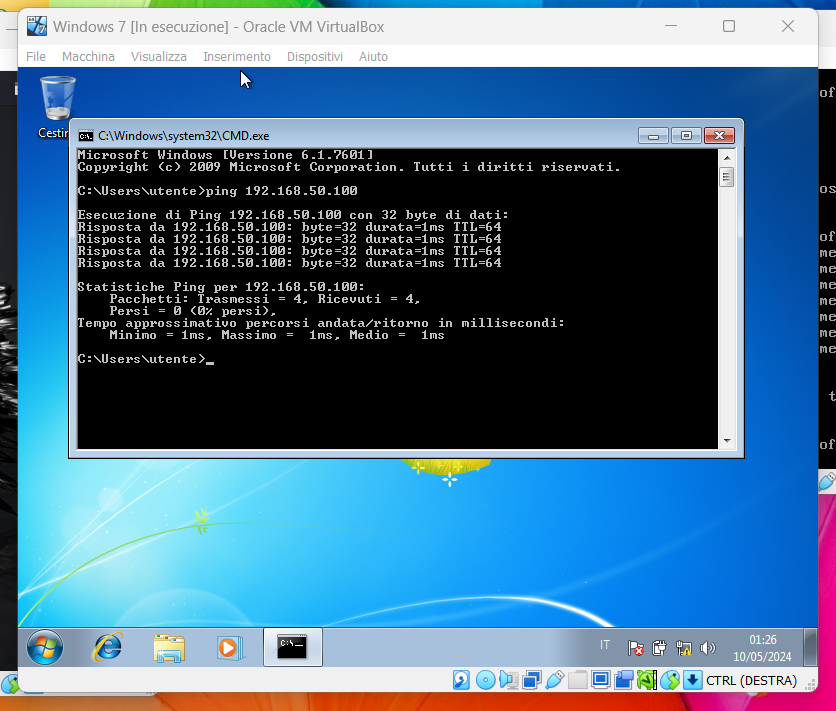 Windows 7 [In esecuzione] - Oracle VM VirtualBox
File Macchina Visualizza Inserimento Dispositivi Aiuto
of
Cestin
C:\Windows\system32\CMD.exe
Microsoft Windows [Versione 6.1.7601]
Copyright (c) 2009 Microsoft Corporation. Tutti i diritti riservati.
C:\Users\utente>ping 192.168.50.100
os
Esecuzione di Ping 192.168.50.100 con 32 byte di dati:
Risposta da 192.168.50.100: byte=32 durata=1ms TTL=64
Risposta da 192.168.50.100: byte=32 durata=1ms TTL=64
of
Risposta da 192.168.50.100: byte=32 durata=1ms TTL=64
me
Risposta da 192.168.50.100: byte=32 durata=1ms TTL=64
me
Statistiche Ping per 192.168.50.100:
me
Pacchetti: Trasmessi = 4, Ricevuti = 4,
me
Persi = 0 (0% persi),
me
Tempo approssimativo percorsi andata/ritorno in millisecondi:
me
Minimo = 1ms, Massimo =  1ms, Medio =  1ms
me
C:\Users\utente>_
t
of
IT
01:26
10/05/2024
CTRL (DESTRA)